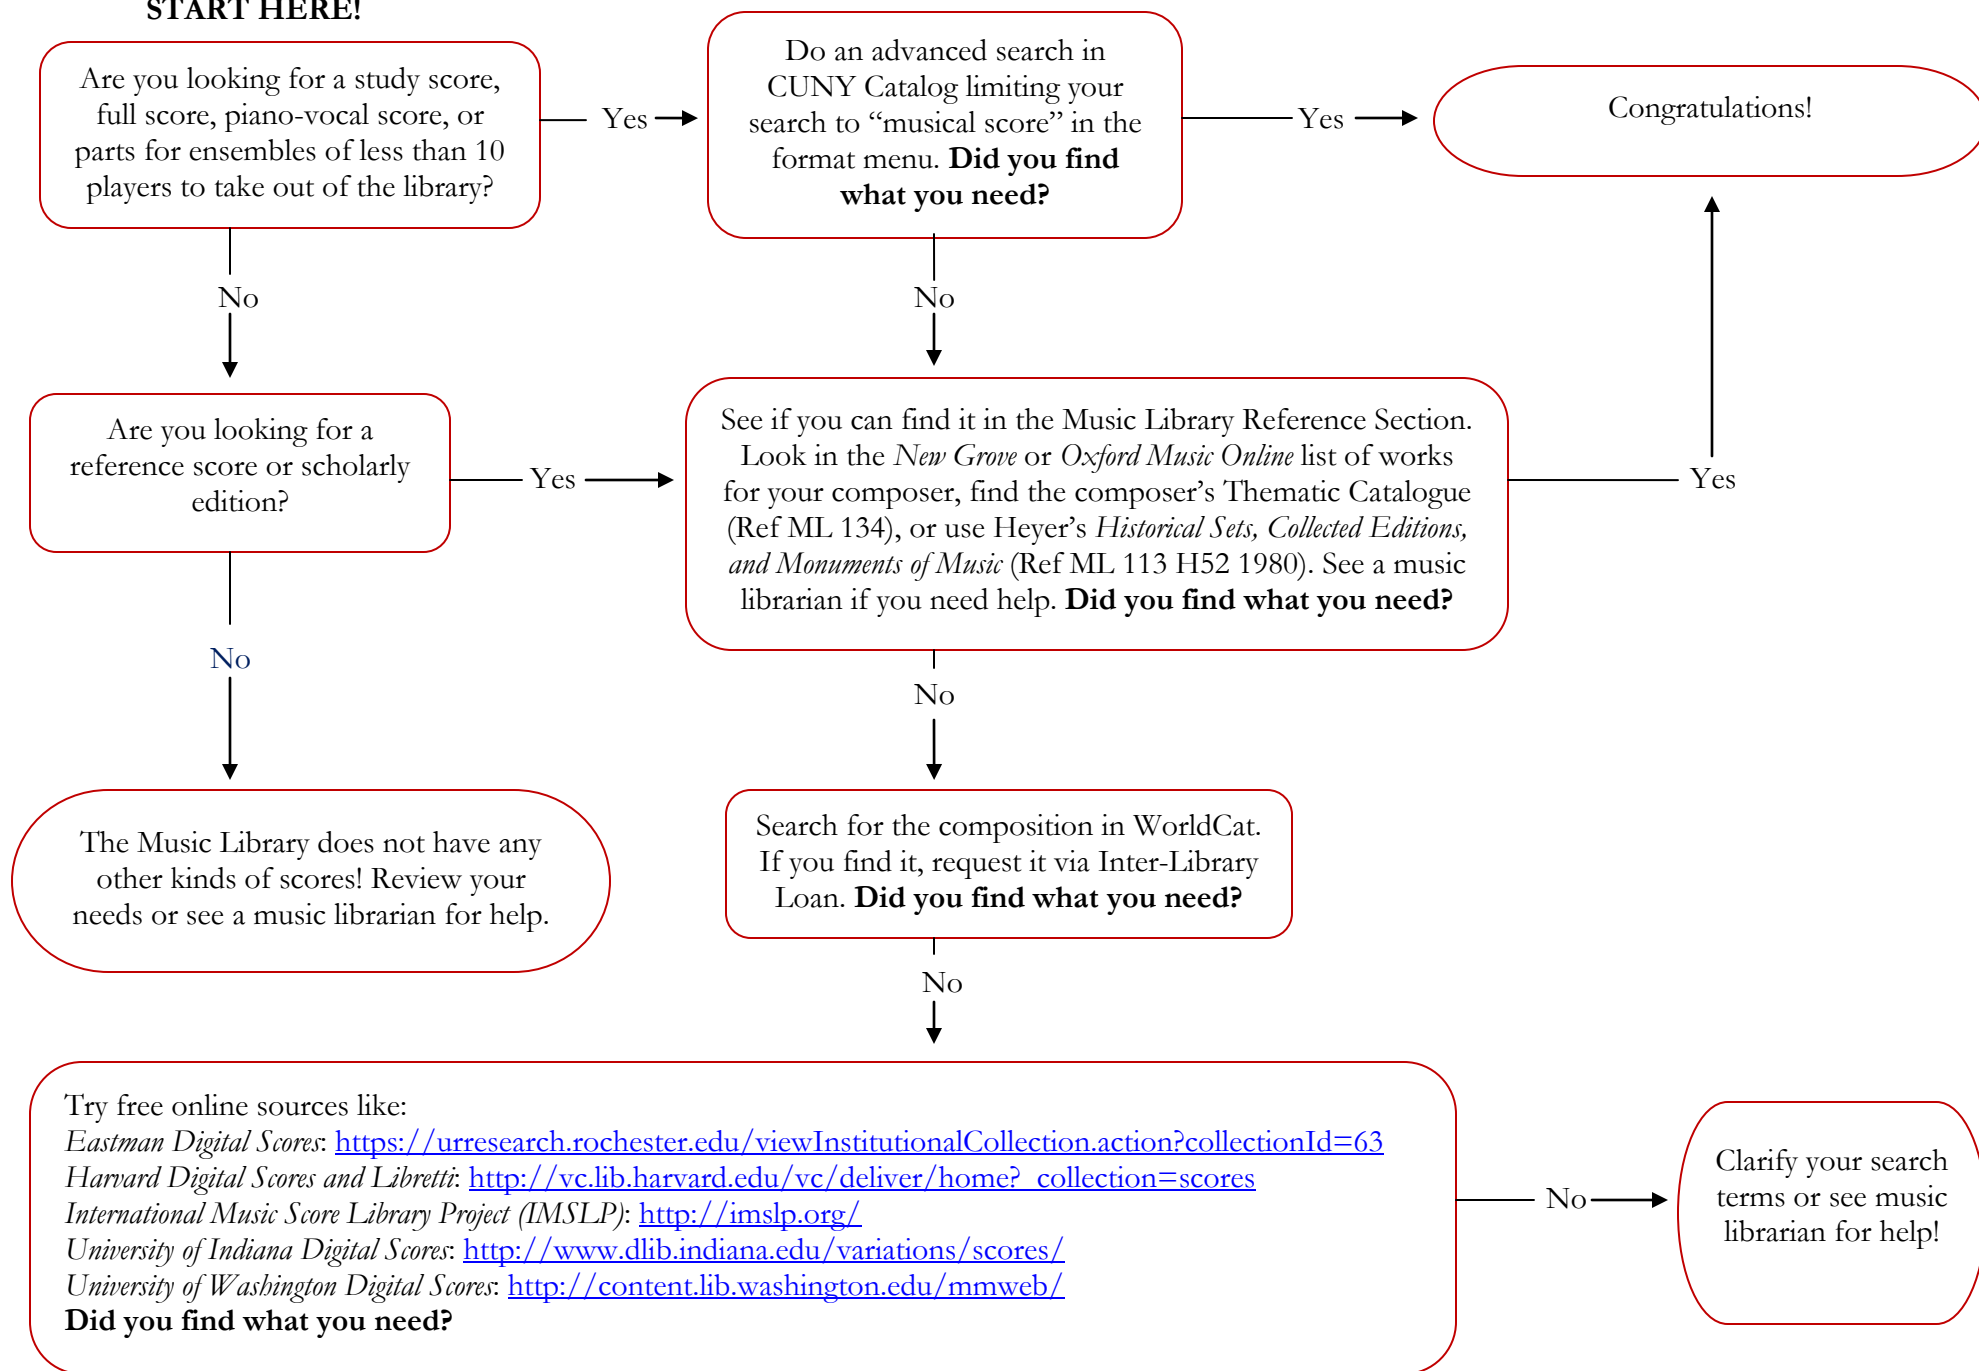 START HERE!
Are you looking for a study score,
full score, piano-vocal score, or
parts for ensembles of less than 10
players to take out of the library?
Yes
Do an advanced search in
CUNY Catalog limiting your
search to “musical score” in the
format menu. Did you find
what you need?
Yes
Congratulations!
No
No
Are you looking for a
reference score or scholarly
edition?
Yes
See if you can find it in the Music Library Reference Section.
Look in the New Grove or Oxford Music Online list of works
for your composer, find the composer’s Thematic Catalogue
(Ref ML 134), or use Heyer’s Historical Sets, Collected Editions,
and Monuments of Music (Ref ML 113 H52 1980). See a music
librarian if you need help. Did you find what you need?
Yes
No
No
The Music Library does not have any
other kinds of scores! Review your
needs or see a music librarian for help.
Search for the composition in WorldCat.
If you find it, request it via Inter-Library
Loan. Did you find what you need?
No
Try free online sources like:
Eastman Digital Scores: https://urresearch.rochester.edu/viewInstitutionalCollection.action?collectionId=63
Harvard Digital Scores and Libretti: http://vc.lib.harvard.edu/vc/deliver/home?_collection=scores
International Music Score Library Project (IMSLP): http://imslp.org/
University of Indiana Digital Scores: http://www.dlib.indiana.edu/variations/scores/
University of Washington Digital Scores: http://content.lib.washington.edu/mmweb/
Did you find what you need?
No
Clarify your search
terms or see music
librarian for help!